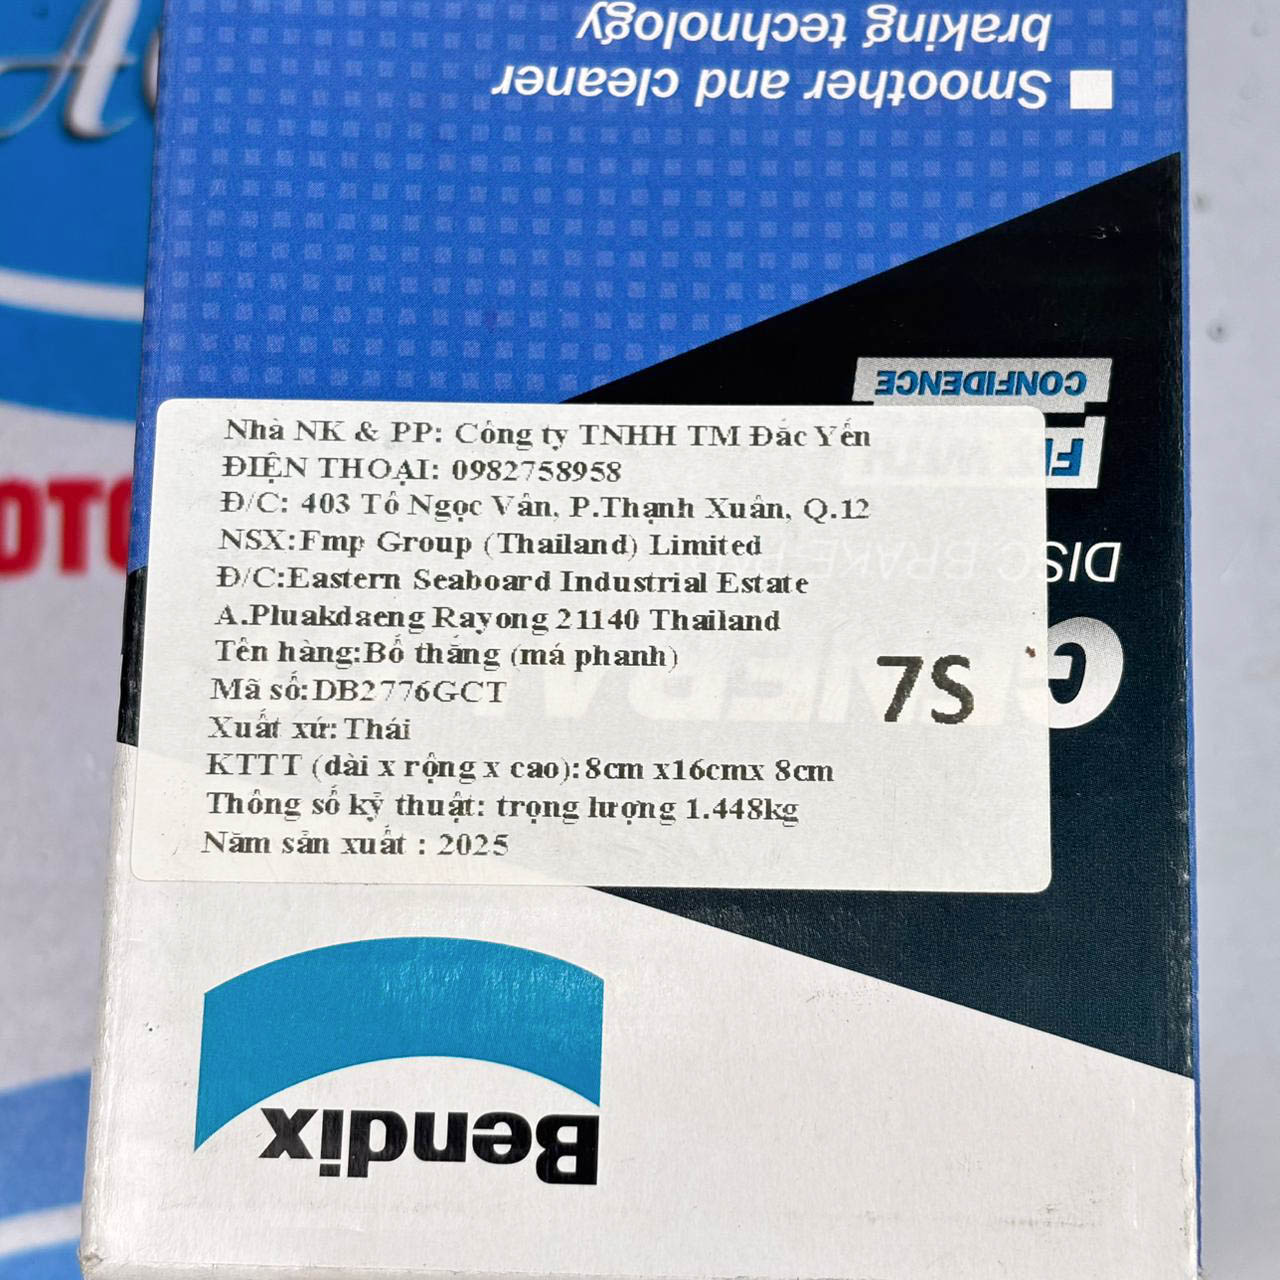 Nhà NK & PP: Công ty TNHH TM Đắc Yến
ĐIỆN THOẠI: 0982758958
Đ/C: 403 Tô Ngọc Vân, P.Thạnh Xuân, Q.12
NSX:Fmp Group (Thailand) Limited
Đ/C:Eastern Seaboard Industrial Estate
A.Pluakdaeng Rayong 21140 Thailand
Tên hàng:Bố thắng (má phanh)
Mã số:DB2776GCT
Xuất xứ: Thái
KTTT (dài x rộng x cao):8cm x16cmx 8cm
Thông số kỹ thuật: trọng lượng 1.448kg
Năm sản xuất : 2025
7S
Bendix
DISC BRAKE
CONFIDENCE
Smoother and cleaner
braking technology